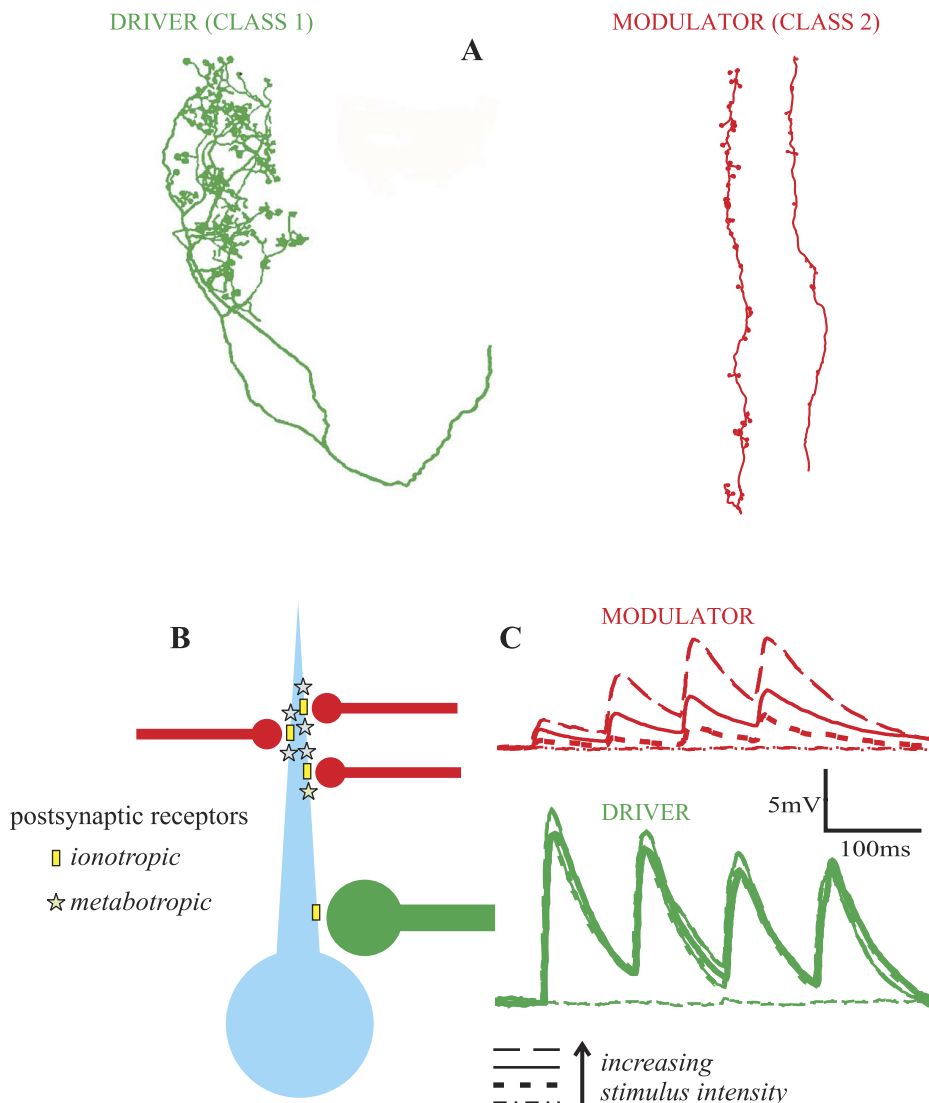 DRIVER (CLASS 1)
MODULATOR (CLASS 2)
A
B
C
MODULATOR
postsynaptic receptors
ionotropic
metabotropic
DRIVER
5mV
100ms
increasing
stimulus intensity